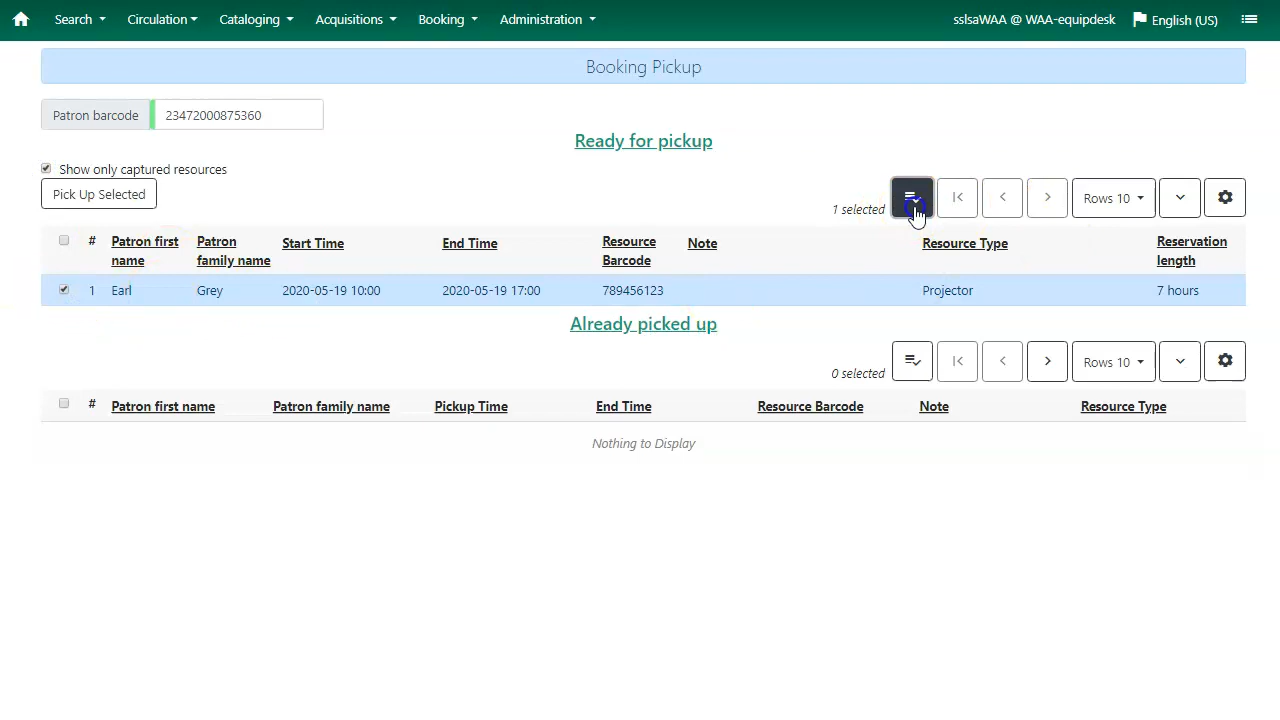 Search Circulation Cataloging Acquisitions Booking Administration sslsaWAA @ WAA-equipdesk English (US)
Booking Pickup
Patron barcode 23472000875360
Ready for pickup
Show only captured resources
Pick Up Selected
1 selected Rows 10
# Patron first name Patron family name Start Time End Time Resource Barcode Note Resource Type Reservation length
1 Earl Grey 2020-05-19 10:00 2020-05-19 17:00 789456123 Projector 7 hours
Already picked up
0 selected Rows 10
# Patron first name Patron family name Pickup Time End Time Resource Barcode Note Resource Type
Nothing to Display